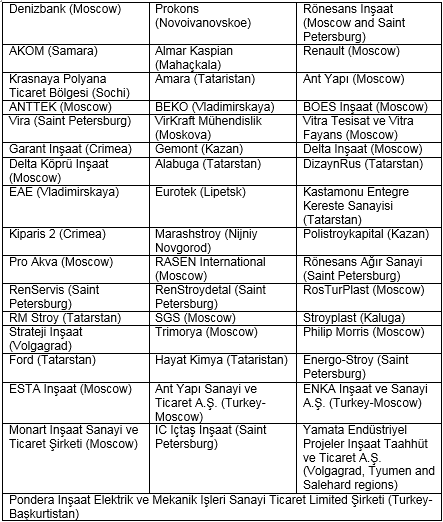 Denizbank (Moscow)
Prokons
(Novoivanovskoe)
Rönesans Inşaat
(Moscow and Saint
Petersburg)
AKOM (Samara)
Almar Kaspian
(Mahaçkala)
Renault (Moscow)
Krasnaya Polyana
Ticaret Bölgesi (Sochi)
Amara (Tataristan)
Ant Yapı (Moscow)
ANTTEK (Moscow)
BEKO (Vladimirskaya)
BOES Inşaat (Moscow)
Vira (Saint Petersburg)
VirKraft Mühendislik
(Moskova)
Vitra Tesisat ve Vitra
Fayans (Moscow)
Garant Inşaat (Crimea)
Gemont (Kazan)
Delta Inşaat (Moscow)
Delta Köprü Inşaat
(Moscow)
Alabuga (Tatarstan)
DizaynRus (Tatarstan)
EAE (Vladimirskaya)
Eurotek (Lipetsk)
Kastamonu Entegre
Kereste Sanayisi
(Tatarstan)
Kiparis 2 (Crimea)
Marashstroy (Nijniy
Novgorod)
Polistroykapital (Kazan)
Pro Akva (Moscow)
RASEN International
(Moscow)
Rönesans Ağır Sanayi
(Saint Petersburg)
RenServis (Saint
Petersburg)
RenStroydetal (Saint
Petersburg)
RosTurPlast (Moscow)
RM Stroy (Tatarstan)
SGS (Moscow)
Stroyplast (Kaluga)
Strateji Inşaat
(Volgagrad)
Trimorya (Moscow)
Philip Morris (Moscow)
Ford (Tatarstan)
Hayat Kimya (Tataristan)
Energo-Stroy (Saint
Petersburg)
ESTA Inşaat (Moscow)
Ant Yapı Sanayi ve
Ticaret A.Ş. (Turkey-
Moscow)
ENKA Inşaat ve Sanayi
A.Ş. (Turkey-Moscow)
Monart Inşaat Sanayi ve
Ticaret Şirketi (Moscow)
IC Içtaş Inşaat (Saint
Petersburg)
Yamata Endüstriyel
Projeler Inşaat Taahhüt
ve Ticaret A.Ş.
(Volgagrad, Tyumen and
Salehard regions)
Pondera Inşaat Elektrik ve Mekanik Işleri Sanayi Ticaret Limited Şirketi (Turkey-
Başkurtistan)